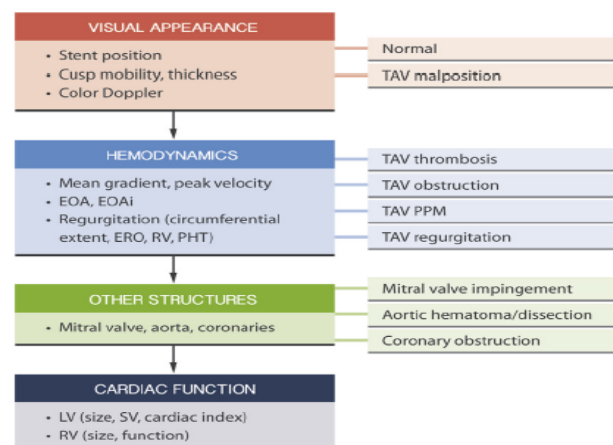 VISUAL APPEARANCE
• Stent position
• Cusp mobility, thickness
• Color Doppler
Normal
TAV malposition
HEMODYNAMICS
• Mean gradient, peak velocity
• EOA, EOAi
• Regurgitation (circumferential
extent, ERO, RV, PHT)
TAV thrombosis
TAV obstruction
TAV PPM
TAV regurgitation
OTHER STRUCTURES
• Mitral valve, aorta, coronaries
Mitral valve impingement
Aortic hematoma/dissection
Coronary obstruction
CARDIAC FUNCTION
• LV (size, SV, cardiac index)
• RV (size, function)